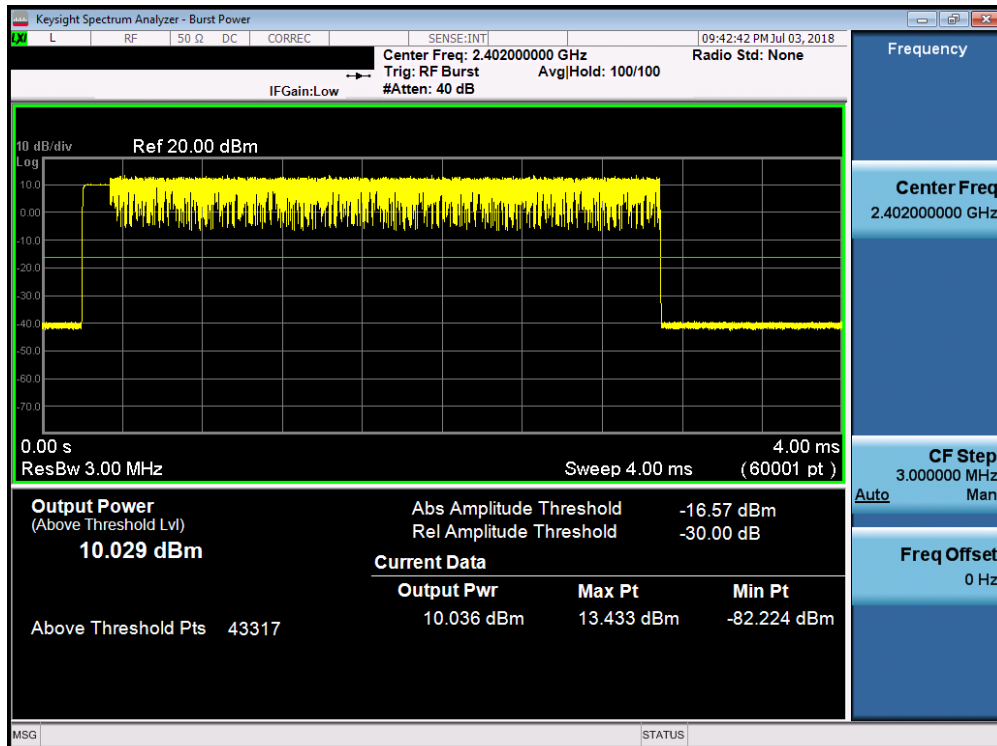 Keysight Spectrum Analyzer - Burst Power
LXI L RF 50 Ω DC CORREC SENSE:INT 09:42:42 PM Jul 03, 2018
Center Freq: 2.402000000 GHz Radio Std: None
Trig: RF Burst Avg|Hold: 100/100
IFGain:Low #Atten: 40 dB
Frequency
10 dB/div Ref 20.00 dBm
Log
10.0
0.00
-10.0
-20.0
-30.0
-40.0
-50.0
-60.0
-70.0
0.00 s 4.00 ms
ResBw 3.00 MHz Sweep 4.00 ms (60001 pt)
Center Freq
2.402000000 GHz
CF Step
3.000000 MHz
Auto Man
Freq Offset
0 Hz
Output Power
(Above Threshold Lvl)
10.029 dBm
Above Threshold Pts 43317
Abs Amplitude Threshold -16.57 dBm
Rel Amplitude Threshold -30.00 dB
Current Data
Output Pwr Max Pt Min Pt
10.036 dBm 13.433 dBm -82.224 dBm
MSG STATUS